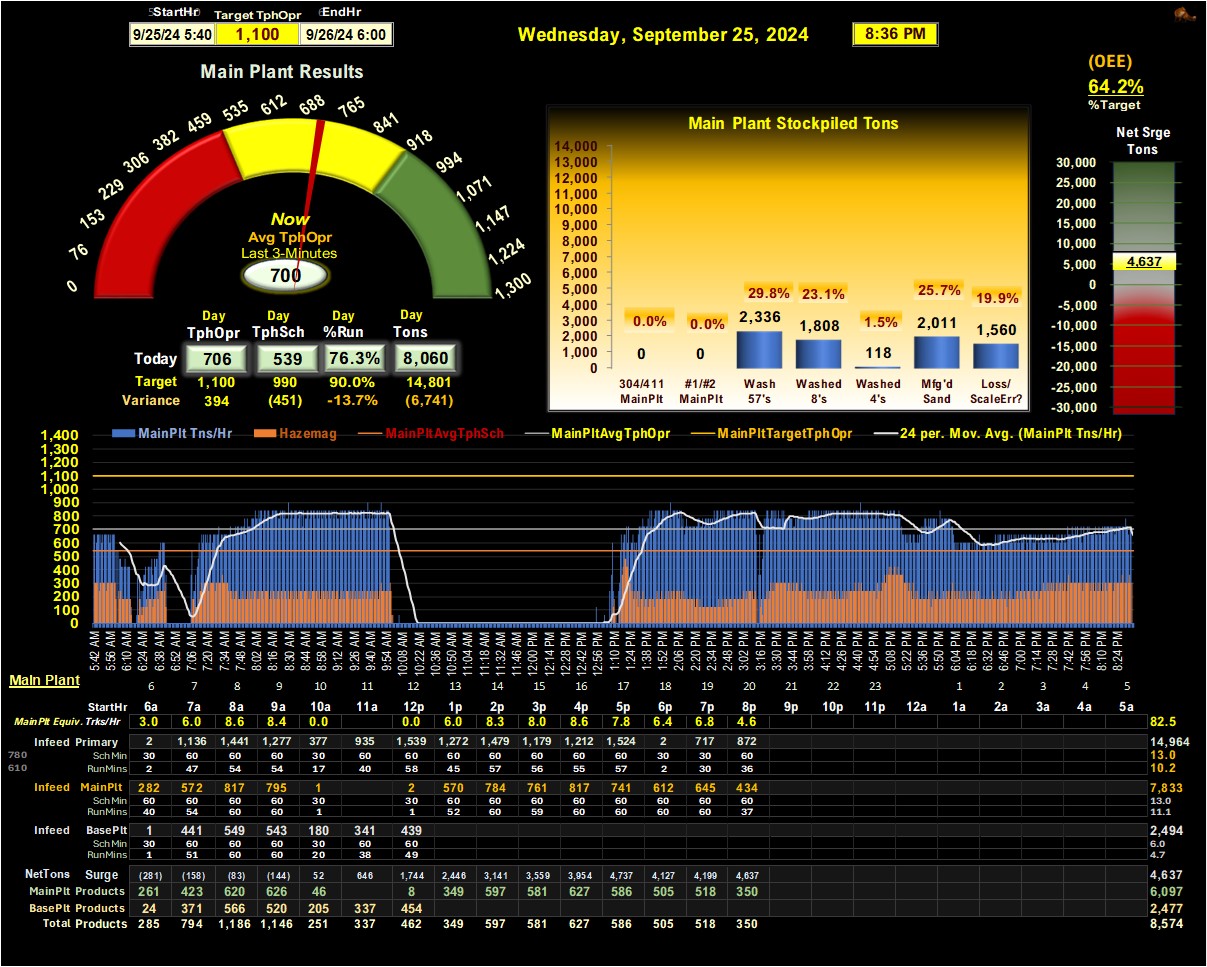 StartHr Target TphOpr EndHr
9/25/24 5:40 1,100 9/26/24 6:00
Wednesday, September 25, 2024
8:36 PM
(OEE)
64.2%
%Target
Main Plant Results
0 76 153 229 306 382 459 535 612 688 765 841 918 994 1,071 1,147 1,224 1,300
Now
Avg TphOpr
Last 3-Minutes
700
Day Day Day Day
TphOpr TphSch %Run Tons
Today 706 539 76.3% 8,060
Target 1,100 990 90.0% 14,801
Variance 394 (451) -13.7% (6,741)
Main Plant Stockpiled Tons
14,000
13,000
12,000
11,000
10,000
9,000
8,000
7,000
6,000
5,000
4,000
3,000
2,000
1,000
0
0.0% 0.0% 29.8% 23.1% 1.5% 25.7% 19.9%
0 0 2,336 1,808 118 2,011 1,560
304/411 #1/#2 Wash Washed Washed Mfg'd Loss/
MainPlt MainPlt 57's 8's 4's Sand ScaleErr?
Net Srge
Tons
30,000
25,000
20,000
15,000
10,000
5,000
0
-5,000
-10,000
-15,000
-20,000
-25,000
-30,000
4,637
MainPlt Tns/Hr Hazemag MainPltAvgTphSch MainPltAvgTphOpr MainPltTargetTphOpr 24 per. Mov. Avg. (MainPlt Tns/Hr)
1,400
1,300
1,200
1,100
1,000
900
800
700
600
500
400
300
200
100
0
5:42 AM 5:56 AM 6:10 AM 6:24 AM 6:38 AM 6:52 AM 7:06 AM 7:20 AM 7:34 AM 7:48 AM 8:02 AM 8:16 AM 8:30 AM 8:44 AM 8:58 AM 9:12 AM 9:26 AM 9:40 AM 9:54 AM 10:08 AM 10:22 AM 10:36 AM 10:50 AM 11:04 AM 11:18 AM 11:32 AM 11:46 AM 12:00 PM 12:14 PM 12:28 PM 12:42 PM 12:56 PM 1:10 PM 1:24 PM 1:38 PM 1:52 PM 2:06 PM 2:20 PM 2:34 PM 2:48 PM 3:02 PM 3:16 PM 3:30 PM 3:44 PM 3:58 PM 4:12 PM 4:26 PM 4:40 PM 4:54 PM 5:08 PM 5:22 PM 5:36 PM 5:50 PM 6:04 PM 6:18 PM 6:32 PM 6:46 PM 7:00 PM 7:14 PM 7:28 PM 7:42 PM 7:56 PM 8:10 PM 8:24 PM
Main Plant
6 7 8 9 10 11 12 13 14 15 16 17 18 19 20 21 22 23 1 2 3 4 5
StartHr 6a 7a 8a 9a 10a 11a 12p 1p 2p 3p 4p 5p 6p 7p 8p 9p 10p 11p 12a 1a 2a 3a 4a 5a
MainPlt Equiv. Trks/Hr 3.0 6.0 8.6 8.4 0.0 0.0 6.0 8.3 8.0 8.6 7.8 6.4 6.8 4.6 82.5
Infeed Primary 2 1,136 1,441 1,277 377 935 1,539 1,272 1,479 1,179 1,212 1,524 2 717 872 14,964
780 Sch Min 30 60 60 60 30 60 60 60 60 60 60 60 30 30 60 13.0
610 RunMins 2 47 54 54 17 40 58 45 57 56 55 57 2 30 36 10.2
Infeed MainPlt 282 572 817 795 1 2 570 784 761 817 741 612 645 434 7,833
Sch Min 60 60 60 60 30 30 60 60 60 60 60 60 60 60 13.0
RunMins 40 54 60 60 1 1 52 60 59 60 60 60 60 37 11.1
Infeed BasePlt 1 441 549 543 180 341 439 2,494
Sch Min 30 60 60 60 30 60 60 6.0
RunMins 1 51 60 60 20 38 49 4.7
NetTons Surge (281) (158) (83) (144) 52 646 1,744 2,446 3,141 3,559 3,954 4,737 4,127 4,199 4,637 4,637
MainPlt Products 261 423 620 626 46 8 349 597 581 627 586 505 518 350 6,097
BasePlt Products 24 371 566 520 205 337 454 2,477
Total Products 285 794 1,186 1,146 251 337 462 349 597 581 627 586 505 518 350 8,574